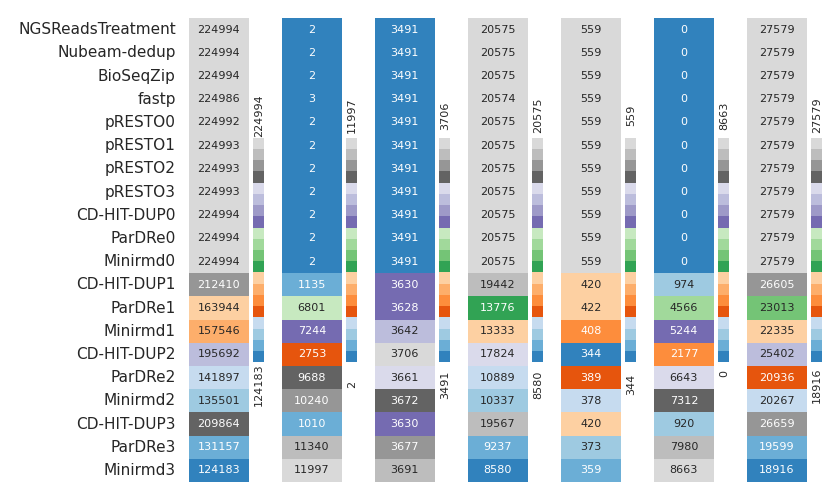 NGSReadsTreatment 224994 2 3491 20575 559 0 27579
Nubeam-dedup 224994 2 3491 20575 559 0 27579
BioSeqZip 224994 2 3491 20575 559 0 27579
fastp 224986 3 3491 20574 559 0 27579
pRESTO0 224992 2 3491 20575 559 0 27579
224994 11997 3706 20575 559 8663 27579
pRESTO1 224993 2 3491 20575 559 0 27579
pRESTO2 224993 2 3491 20575 559 0 27579
pRESTO3 224993 2 3491 20575 559 0 27579
CD-HIT-DUP0 224994 2 3491 20575 559 0 27579
ParDRe0 224994 2 3491 20575 559 0 27579
Minirmd0 224994 2 3491 20575 559 0 27579
CD-HIT-DUP1 212410 1135 3630 19442 420 974 26605
ParDRe1 163944 6801 3628 13776 422 4566 23013
Minirmd1 157546 7244 3642 13333 408 5244 22335
CD-HIT-DUP2 195692 2753 3706 17824 344 2177 25402
ParDRe2 141897 9688 3661 10889 389 6643 20936
124183 2 3491 8580 344 0 18916
Minirmd2 135501 10240 3672 10337 378 7312 20267
CD-HIT-DUP3 209864 1010 3630 19567 420 920 26659
ParDRe3 131157 11340 3677 9237 373 7980 19599
Minirmd3 124183 11997 3691 8580 359 8663 18916